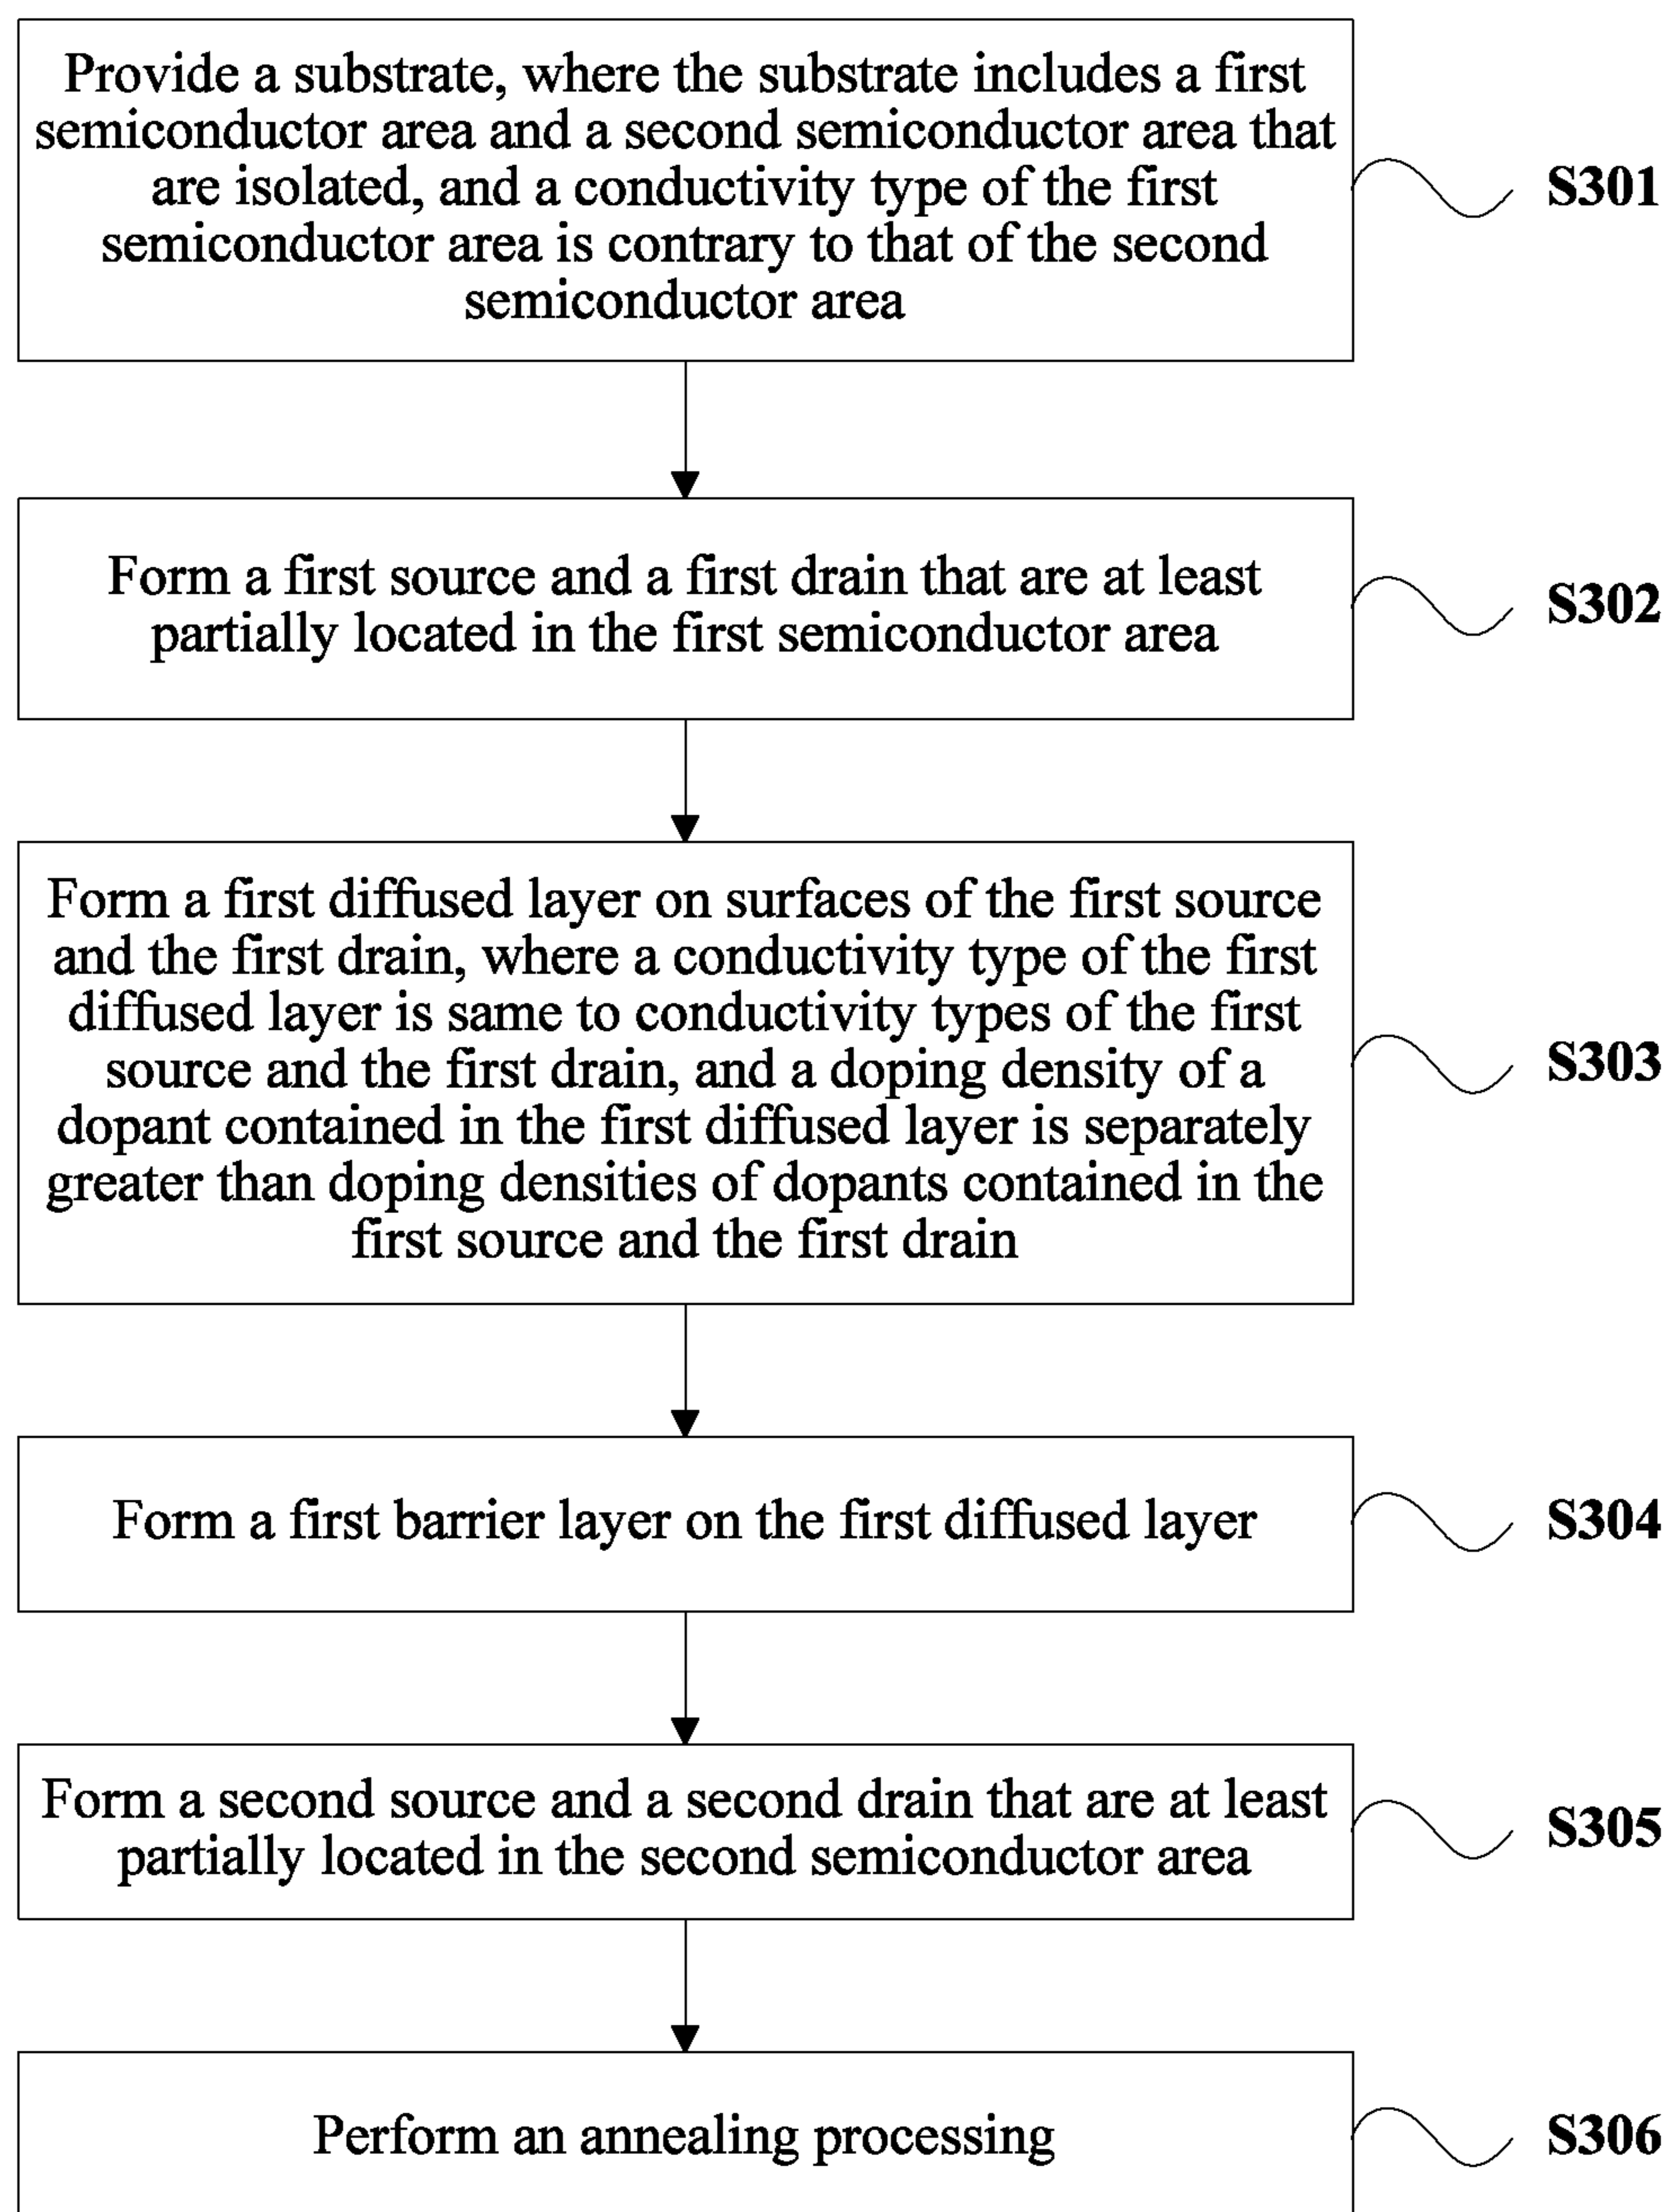 Provide a substrate, where the substrate includes a first
semiconductor area and a second semiconductor area that
are isolated, and a conductivity type of the first
semiconductor area is contrary to that of the second
semiconductor area
S301
Form a first source and a first drain that are at least
partially located in the first semiconductor area
S302
Form a first diffused layer on surfaces of the first source
and the first drain, where a conductivity type of the first
diffused layer is same to conductivity types of the first
source and the first drain, and a doping density of a
dopant contained in the first diffused layer is separately
greater than doping densities of dopants contained in the
first source and the first drain
S303
Form a first barrier layer on the first diffused layer
S304
Form a second source and a second drain that are at least
partially located in the second semiconductor area
S305
Perform an annealing processing
S306